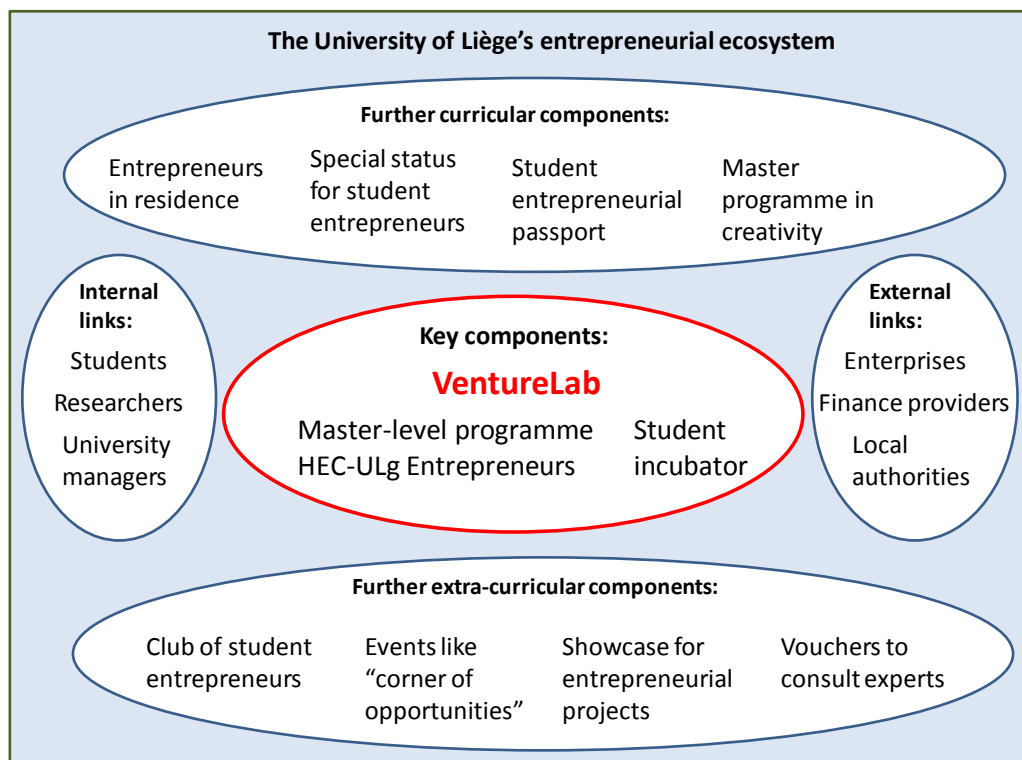 The University of Liège’s entrepreneurial ecosystem
Further curricular components:
Entrepreneurs
in residence
Special status
for student
entrepreneurs
Student
entrepreneurial
passport
Master
programme in
creativity
Internal
links:
Students
Researchers
University
managers
Key components:
VentureLab
Master-level programme
HEC-ULg Entrepreneurs
Student
incubator
External
links:
Enterprises
Finance providers
Local
authorities
Further extra-curricular components:
Club of student
entrepreneurs
Events like
“corner of
opportunities”
Showcase for
entrepreneurial
projects
Vouchers to
consult experts